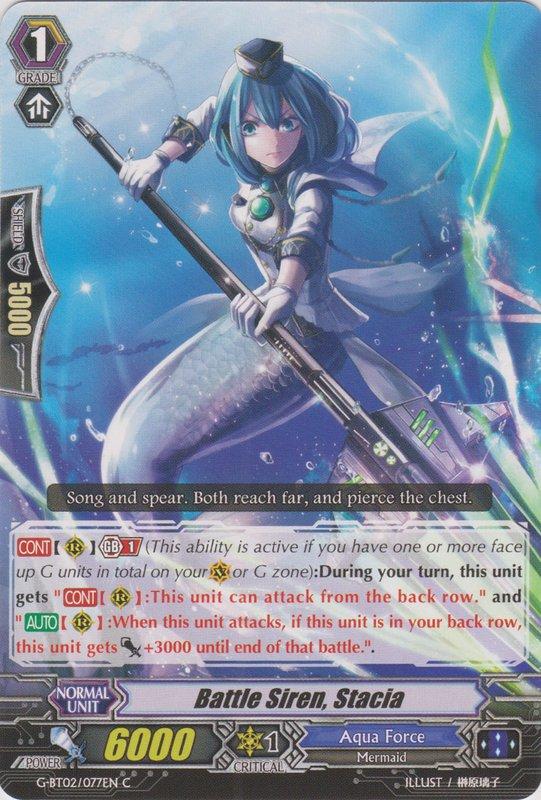 1
GRADE
SHIELD
5000
Song and spear. Both reach far, and pierce the chest.
CONT【 R 】GB 1 (This ability is active if you have one or more face
up G units in total on your V or G zone):During your turn, this unit
gets "CONT【 R 】:This unit can attack from the back row." and
"AUTO【 R 】:When this unit attacks, if this unit is in your back row,
this unit gets +3000 until end of that battle.".
NORMAL
UNIT
Battle Siren, Stacia
POWER
6000
1
CRITICAL
Aqua Force
Mermaid
G-BT02/077EN C
ILLUST / 榊原璃子